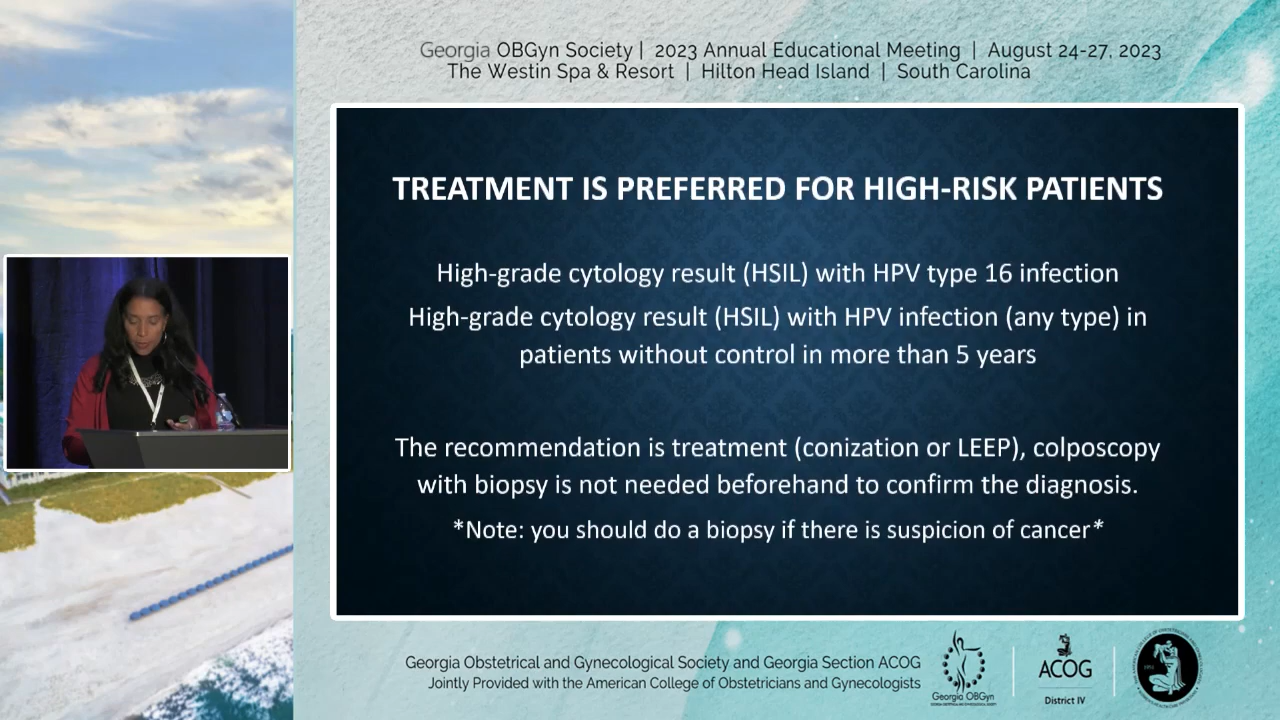 Georgia OBGyn Society | 2023 Annual Educational Meeting | August 24-27, 2023
The Westin Spa & Resort | Hilton Head Island | South Carolina
TREATMENT IS PREFERRED FOR HIGH-RISK PATIENTS
High-grade cytology result (HSIL) with HPV type 16 infection
High-grade cytology result (HSIL) with HPV infection (any type) in
patients without control in more than 5 years
The recommendation is treatment (conization or LEEP), colposcopy
with biopsy is not needed beforehand to confirm the diagnosis.
*Note: you should do a biopsy if there is suspicion of cancer*
Georgia Obstetrical and Gynecological Society and Georgia Section ACOG
Jointly Provided with the American College of Obstetricians and Gynecologists
Georgia OBGyn
ACOG
District IV